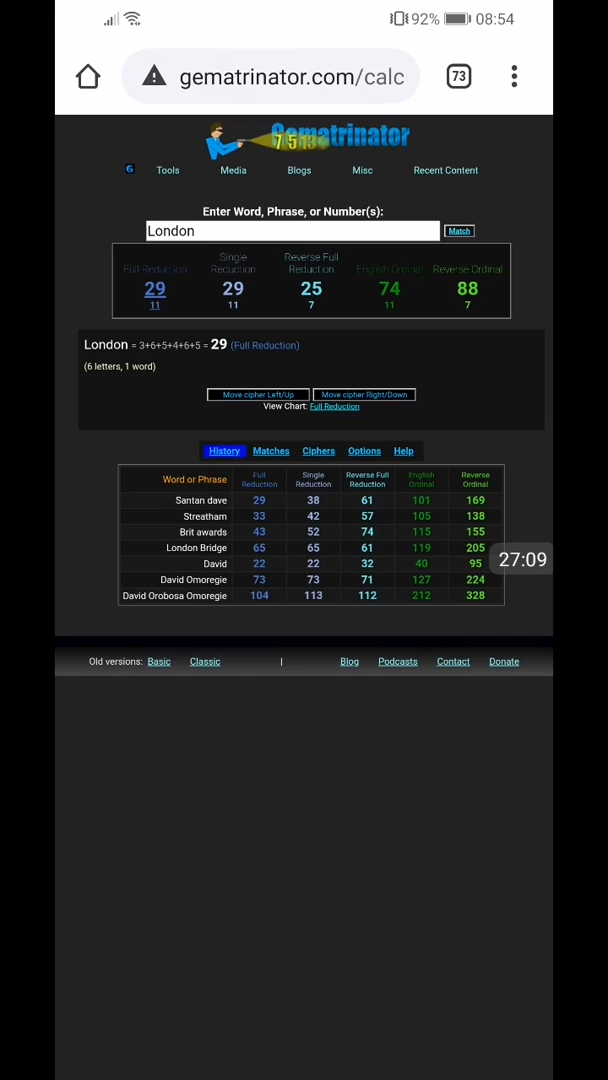 92% 08:54
gematrinator.com/calc 73
7 5 13 Gematrinator
G Tools Media Blogs Misc Recent Content
Enter Word, Phrase, or Number(s):
London Match
Full Reduction Single Reduction Reverse Full Reduction English Ordinal Reverse Ordinal
29 29 25 74 88
11 11 7 11 7
London = 3+6+5+4+6+5 = 29 (Full Reduction)
(6 letters, 1 word)
Move cipher Left/Up Move cipher Right/Down
View Chart: Full Reduction
History Matches Ciphers Options Help
Word or Phrase Full Reduction Single Reduction Reverse Full Reduction English Ordinal Reverse Ordinal
Santan dave 29 38 61 101 169
Streatham 33 42 57 105 138
Brit awards 43 52 74 115 155
London Bridge 65 65 61 119 205
David 22 22 32 40 95
27:09
David Omoregie 73 73 71 127 224
David Orobosa Omoregie 104 113 112 212 328
Old versions: Basic Classic | Blog Podcasts Contact Donate